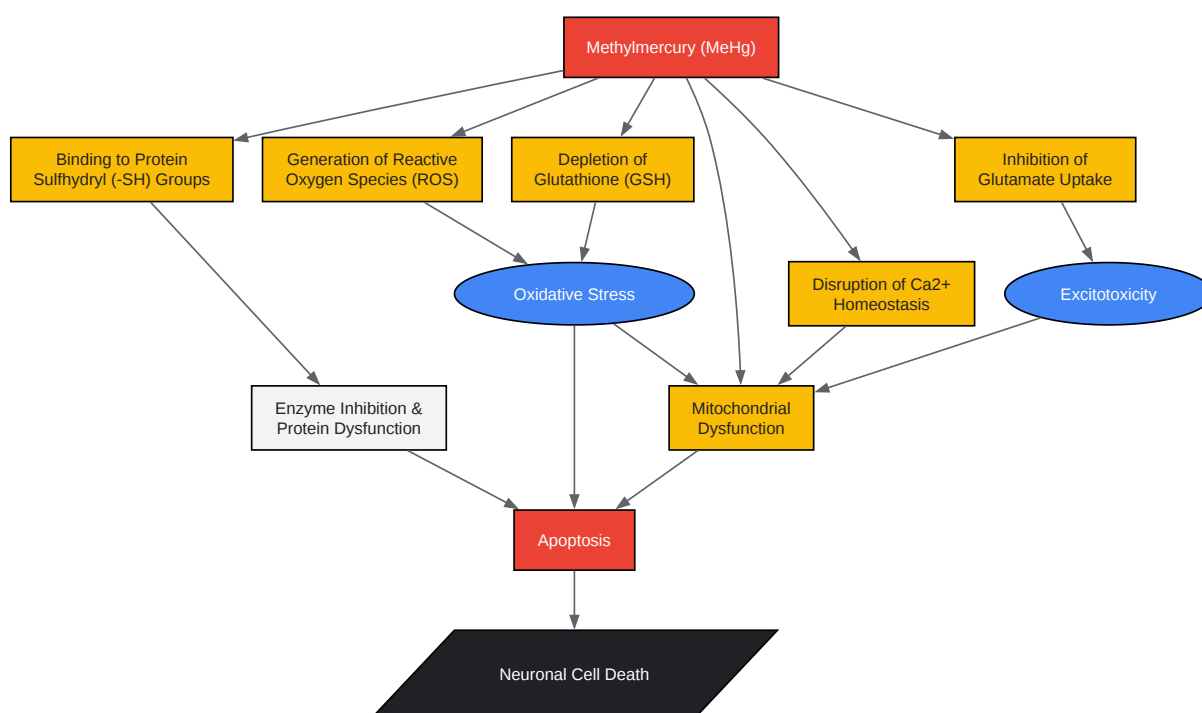 Methylmercury (MeHg)
Binding to Protein
Sulfhydryl (-SH) Groups
Generation of Reactive
Oxygen Species (ROS)
Depletion of
Glutathione (GSH)
Inhibition of
Glutamate Uptake
Oxidative Stress
Disruption of Ca2+
Homeostasis
Excitotoxicity
Enzyme Inhibition &
Protein Dysfunction
Mitochondrial
Dysfunction
Apoptosis
Neuronal Cell Death